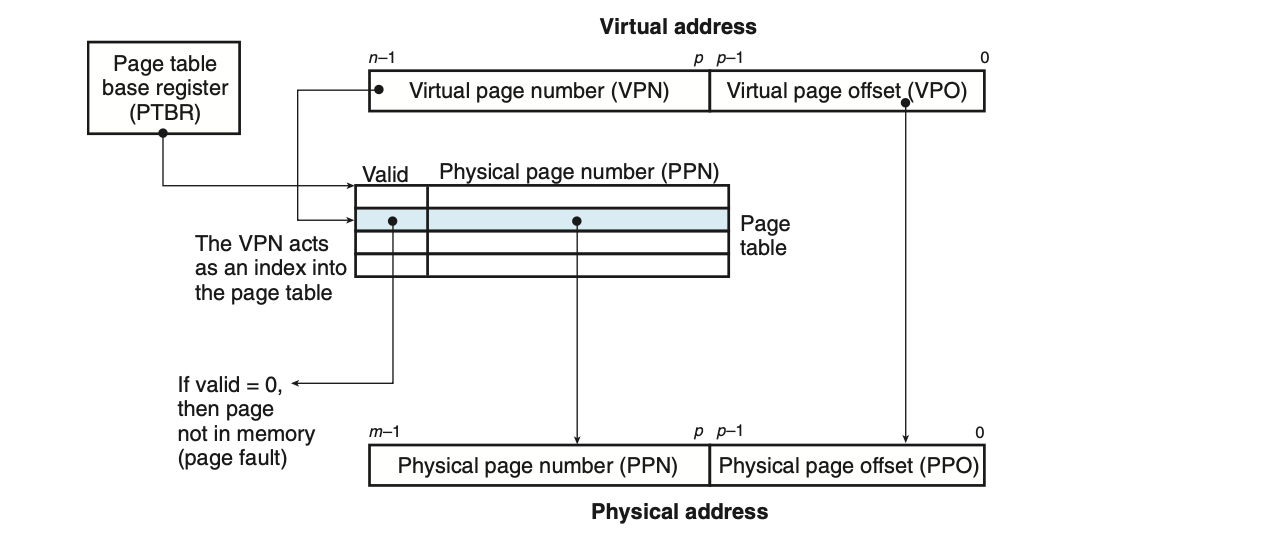 Virtual address
Page table
base register
(PTBR)
n–1
p
p–1
0
Virtual page number (VPN)
Virtual page offset (VPO)
Valid
Physical page number (PPN)
Page
table
The VPN acts
as an index into
the page table
If valid = 0,
then page
not in memory
(page fault)
m–1
p
p–1
0
Physical page number (PPN)
Physical page offset (PPO)
Physical address